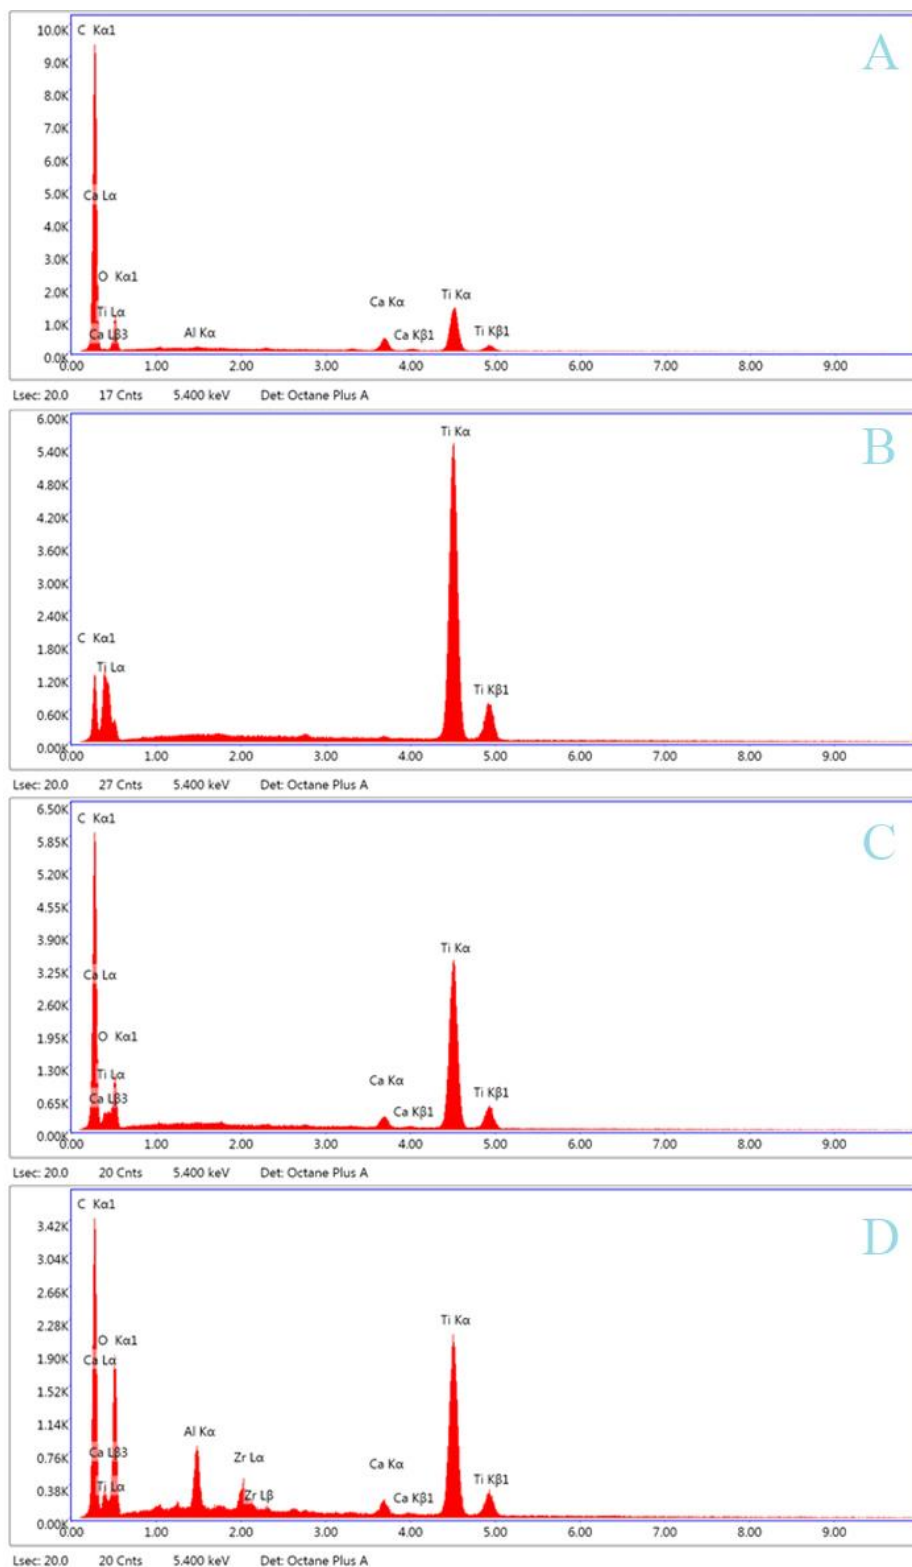 10.0K C Kα1 A
9.0K
8.0K
7.0K
6.0K
5.0K Ca Lα
4.0K
3.0K
O Kα1
2.0K Ca Kα Ti Kα
1.0K Ti Lα
Ca Lβ3 Al Kα Ca Kβ1 Ti Kβ1
0.0K
0.00 1.00 2.00 3.00 4.00 5.00 6.00 7.00 8.00 9.00
Lsec: 20.0 17 Cnts 5.400 keV Det: Octane Plus A
6.00K
Ti Kα B
5.40K
4.80K
4.20K
3.60K
3.00K
2.40K
C Kα1
1.80K
Ti Lα
1.20K
Ti Kβ1
0.60K
0.00K
0.00 1.00 2.00 3.00 4.00 5.00 6.00 7.00 8.00 9.00
Lsec: 20.0 27 Cnts 5.400 keV Det: Octane Plus A
6.50K
C Kα1 C
5.85K
5.20K
4.55K
3.90K
Ti Kα
3.25K Ca Lα
2.60K
1.95K O Kα1
1.30K Ti Lα Ca Kα
0.65K Ca Lβ3 Ca Kβ1 Ti Kβ1
0.00K
0.00 1.00 2.00 3.00 4.00 5.00 6.00 7.00 8.00 9.00
Lsec: 20.0 20 Cnts 5.400 keV Det: Octane Plus A
C Kα1
3.42K D
3.04K
2.66K
2.28K Ti Kα
O Kα1
1.90K Ca Lα
1.52K
Al Kα
1.14K
0.76K Ca Lβ3 Zr Lα Ca Kα
0.38K Ti Lα Zr Lβ Ca Kβ1 Ti Kβ1
0.00K
0.00 1.00 2.00 3.00 4.00 5.00 6.00 7.00 8.00 9.00
Lsec: 20.0 20 Cnts 5.400 keV Det: Octane Plus A